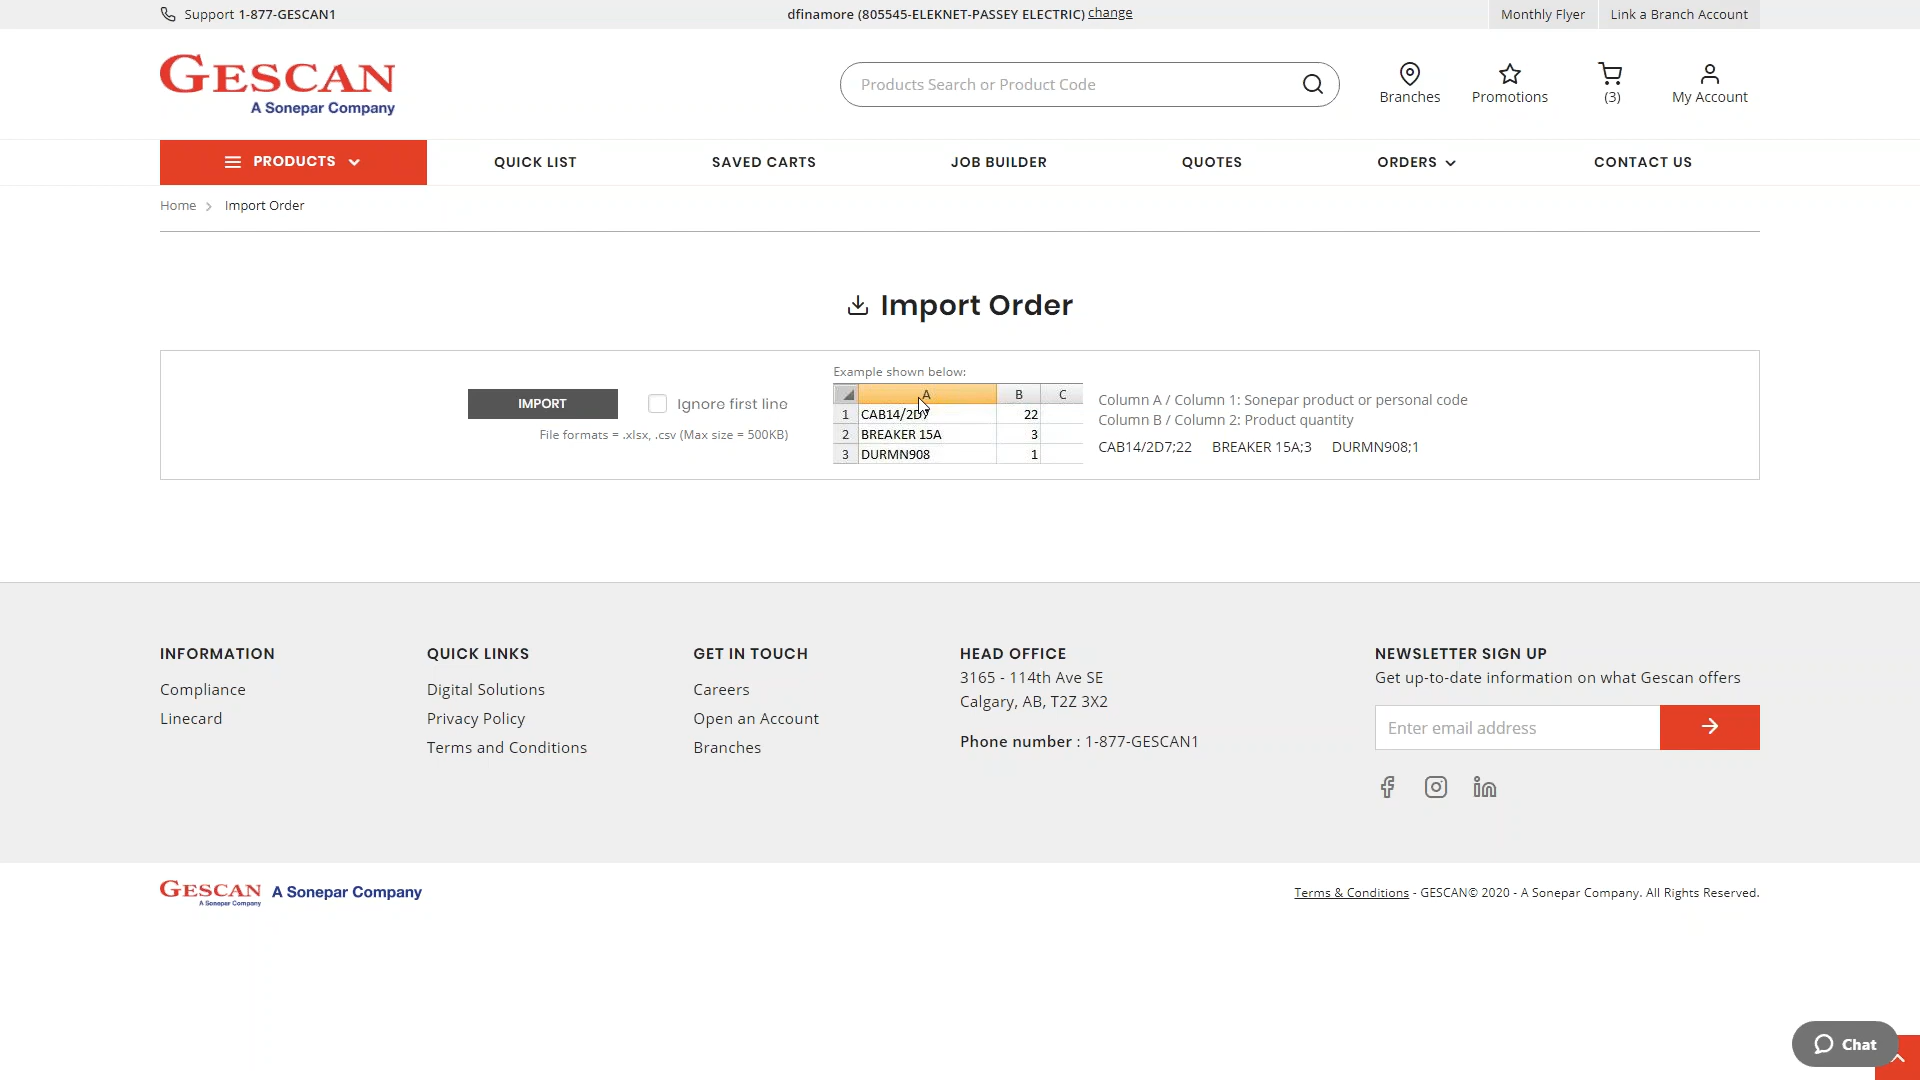 Support 1-877-GESCAN1
dfinamore (805545-ELEKNET-PASSEY ELECTRIC) change
Monthly Flyer
Link a Branch Account
GESCAN
A Sonepar Company
Products Search or Product Code
Branches
Promotions
(3)
My Account
PRODUCTS
QUICK LIST
SAVED CARTS
JOB BUILDER
QUOTES
ORDERS
CONTACT US
Home
Import Order
Import Order
IMPORT
Ignore first line
File formats = .xlsx, .csv (Max size = 500KB)
Example shown below:
A B C
1 CAB14/2D7 22
2 BREAKER 15A 3
3 DURMN908 1
Column A / Column 1: Sonepar product or personal code
Column B / Column 2: Product quantity
CAB14/2D7;22 BREAKER 15A;3 DURMN908;1
INFORMATION
Compliance
Linecard
QUICK LINKS
Digital Solutions
Privacy Policy
Terms and Conditions
GET IN TOUCH
Careers
Open an Account
Branches
HEAD OFFICE
3165 - 114th Ave SE
Calgary, AB, T2Z 3X2
Phone number : 1-877-GESCAN1
NEWSLETTER SIGN UP
Get up-to-date information on what Gescan offers
Enter email address
GESCAN
A Sonepar Company
A Sonepar Company
Terms & Conditions - GESCAN© 2020 - A Sonepar Company. All Rights Reserved.
Chat